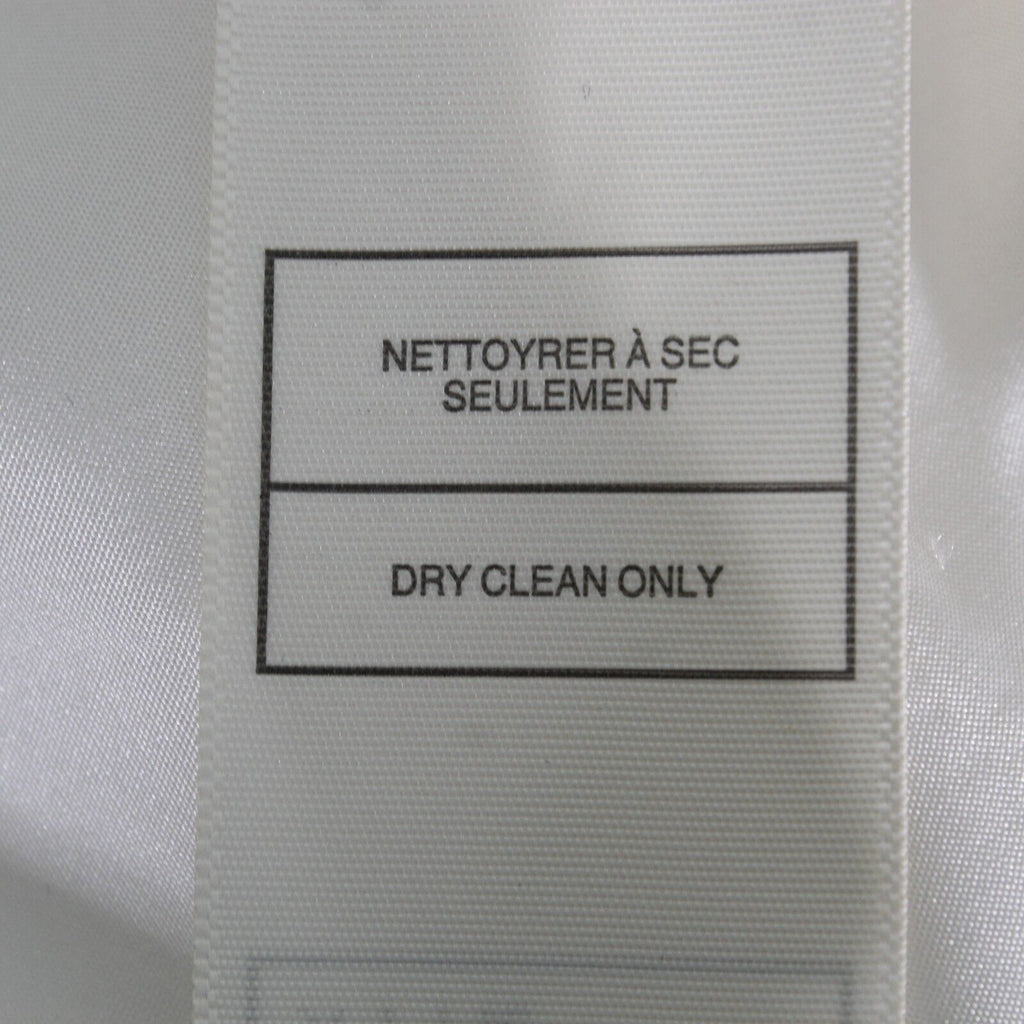 NETTOYRER À SEC
SEULEMENT
DRY CLEAN ONLY